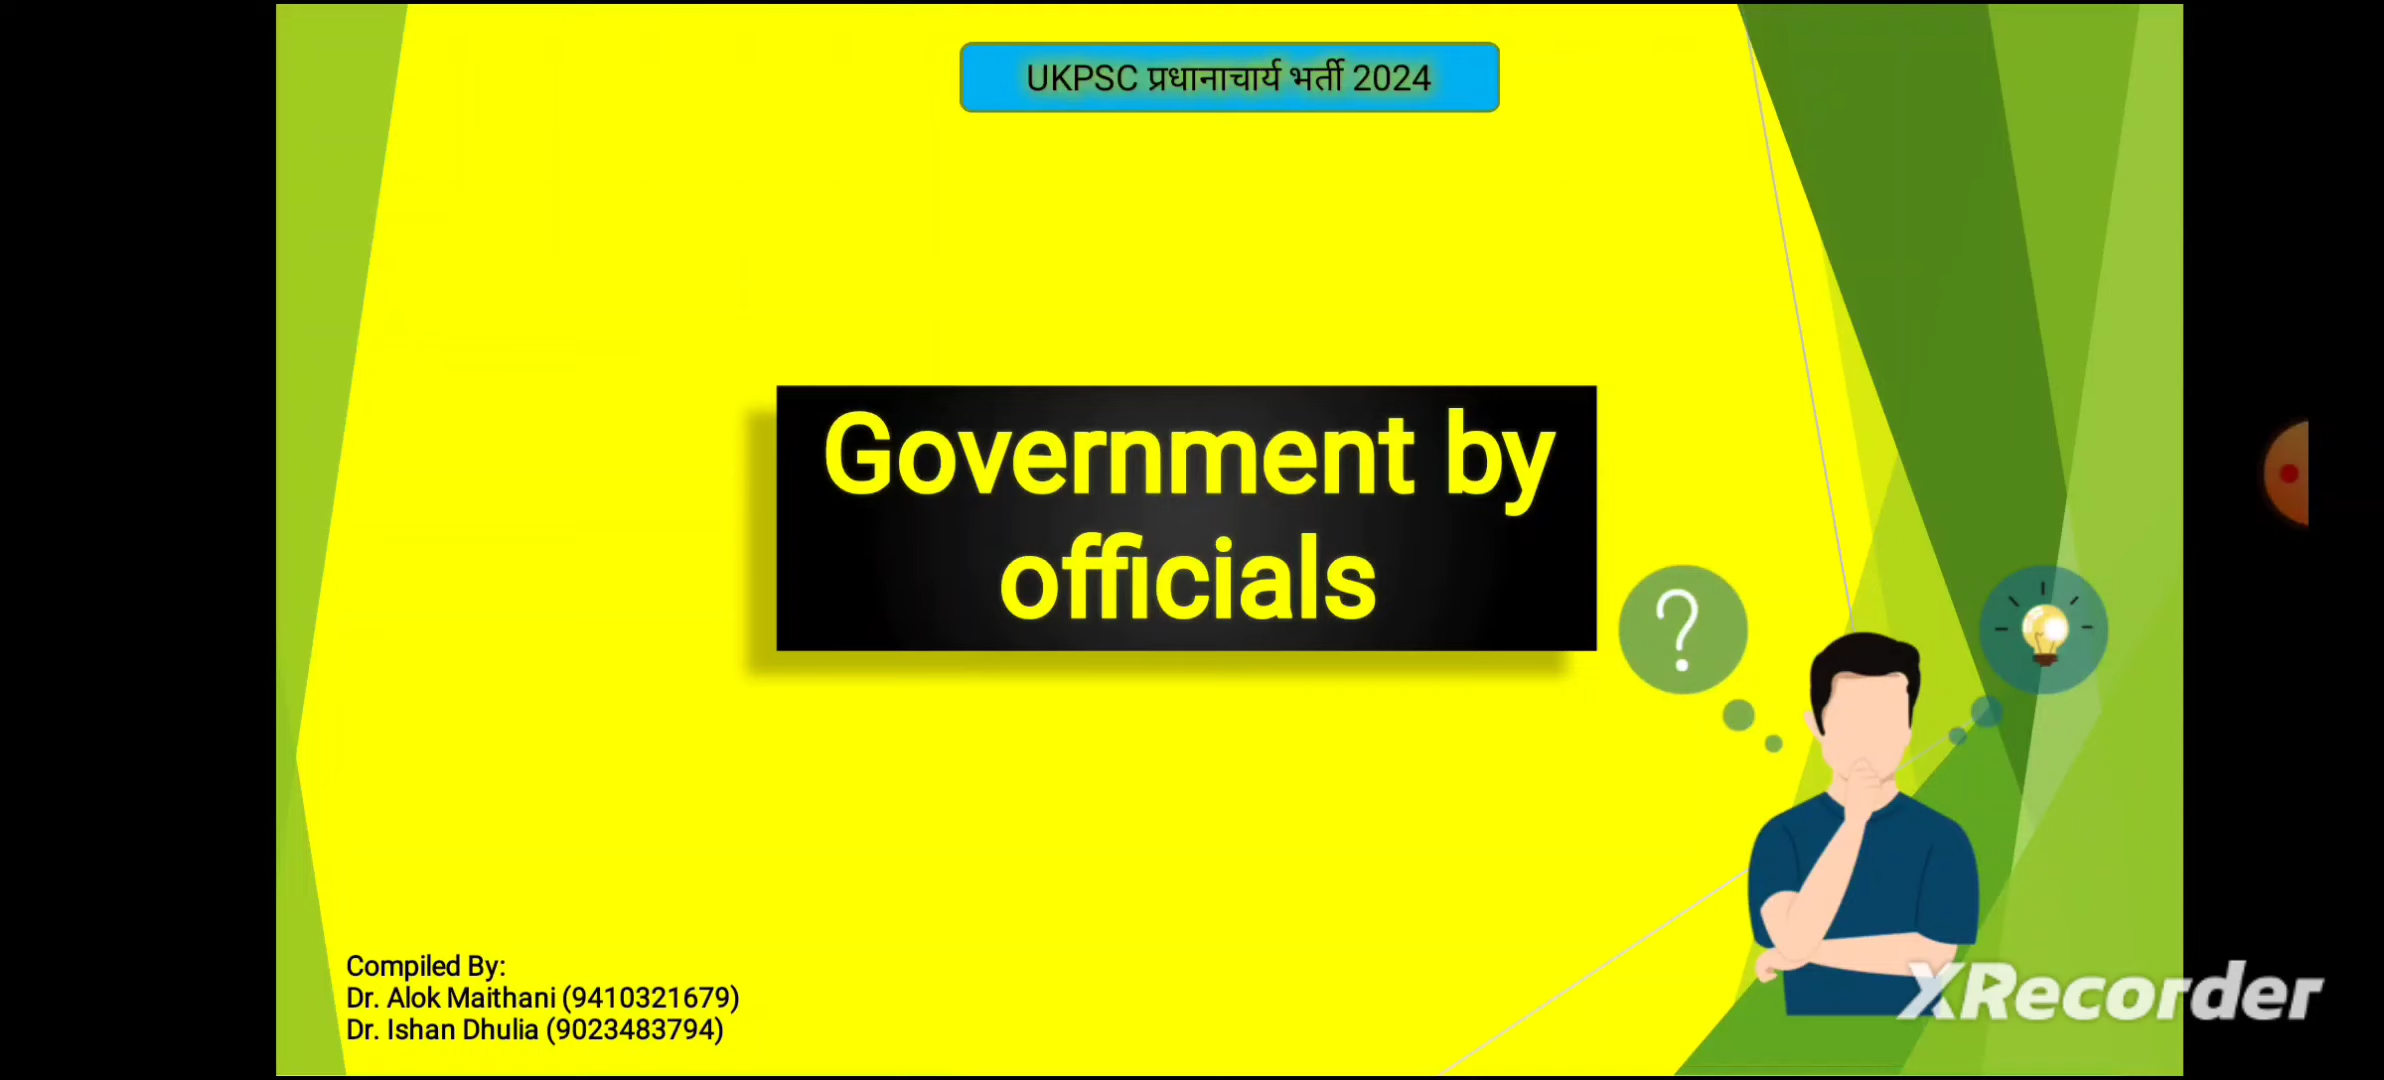 UKPSC प्रधानाचार्य भर्ती 2024
Government by
officials
?
Compiled By:
Dr. Alok Maithani (9410321679)
Dr. Ishan Dhulia (9023483794)
XRecorder